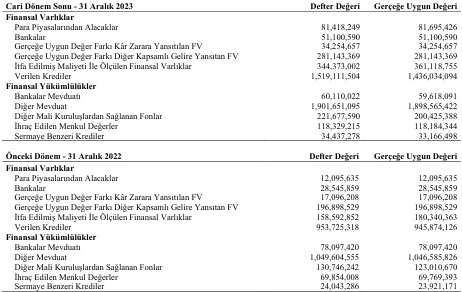 Cari Dönem Sonu - 31 Aralık 2023 Defter Değeri Gerçeğe Uygun Değeri
Finansal Varlıklar
Para Piyasalarından Alacaklar 81,418,249 81,695,426
Bankalar 51,100,590 51,100,590
Gerçeğe Uygun Değer Farkı Kâr Zarara Yansıtılan FV 34,254,657 34,254,657
Gerçeğe Uygun Değer Farkı Diğer Kapsamlı Gelire Yansıtan FV 281,143,369 281,143,369
İtfa Edilmiş Maliyeti İle Ölçülen Finansal Varlıklar 344,373,002 361,118,755
Verilen Krediler 1,519,111,504 1,436,034,094
Finansal Yükümlülükler
Bankalar Mevduatı 60,110,022 59,618,091
Diğer Mevduat 1,901,651,095 1,898,565,422
Diğer Mali Kuruluşlardan Sağlanan Fonlar 221,677,590 200,425,388
İhraç Edilen Menkul Değerler 118,329,215 118,184,344
Sermaye Benzeri Krediler 34,437,278 33,166,498
Önceki Dönem - 31 Aralık 2022 Defter Değeri Gerçeğe Uygun Değeri
Finansal Varlıklar
Para Piyasalarından Alacaklar 12,095,635 12,095,635
Bankalar 28,545,859 28,545,859
Gerçeğe Uygun Değer Farkı Kâr Zarara Yansıtılan FV 17,096,208 17,096,208
Gerçeğe Uygun Değer Farkı Diğer Kapsamlı Gelire Yansıtan FV 196,898,529 196,898,529
İtfa Edilmiş Maliyeti İle Ölçülen Finansal Varlıklar 158,592,852 180,340,363
Verilen Krediler 953,725,318 945,874,126
Finansal Yükümlülükler
Bankalar Mevduatı 78,097,420 78,097,420
Diğer Mevduat 1,049,604,555 1,046,585,826
Diğer Mali Kuruluşlardan Sağlanan Fonlar 130,746,242 123,010,670
İhraç Edilen Menkul Değerler 69,854,008 69,769,393
Sermaye Benzeri Krediler 24,043,286 23,921,171